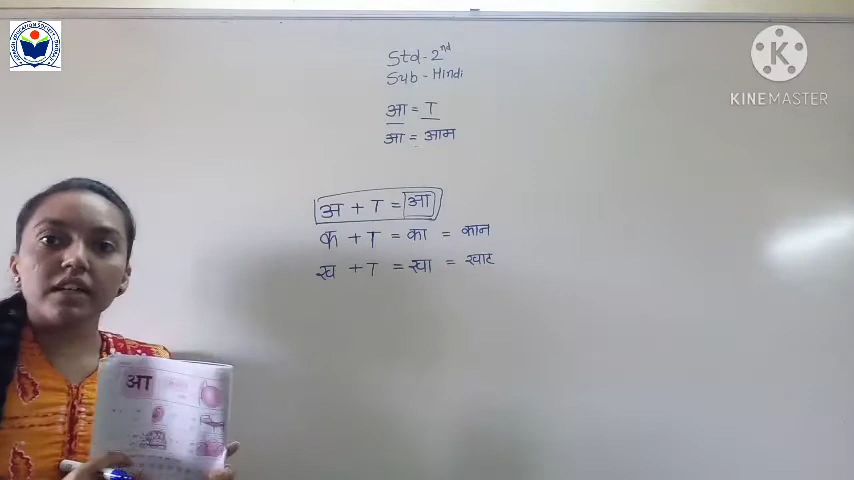 Std-2nd
Sub-Hindi
आ = ा
आ = आम
अ + ा = आ
क + ा = का = कान
ख + ा = खा = खाट
आ
KINEMASTER